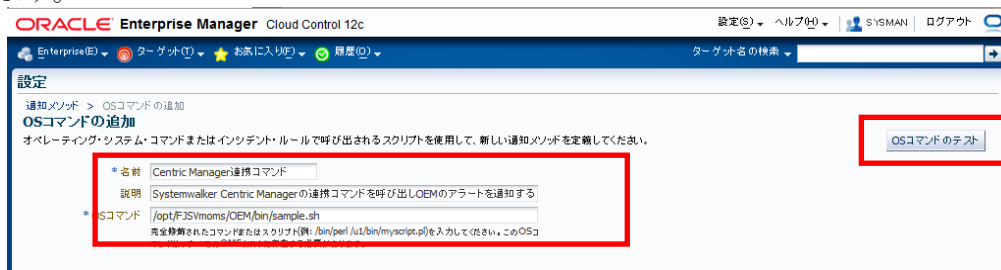 ORACLE Enterprise Manager Cloud Control 12c
設定(S) ヘルプ(H) SYSMAN ログアウト
Enterprise(E) ターゲット(T) お気に入り(F) 履歴(O) ターゲット名の検索
設定
通知メソッド > OSコマンドの追加
OSコマンドの追加
オペレーティング・システム・コマンドまたはインシデント・ルールで呼び出されるスクリプトを使用して、新しい通知メソッドを定義してください。
OSコマンドのテスト
* 名前 Centric Manager連携コマンド
説明 Systemwalker Centric Managerの連携コマンドを呼び出しOEMのアラートを通知する
* OSコマンド /opt/FJSVmoms/OEM/bin/sample.sh
完全修飾されたコマンドまたはスクリプト(例: /bin/perl /u1/bin/myscript.pl)を入力してください。このOSコ